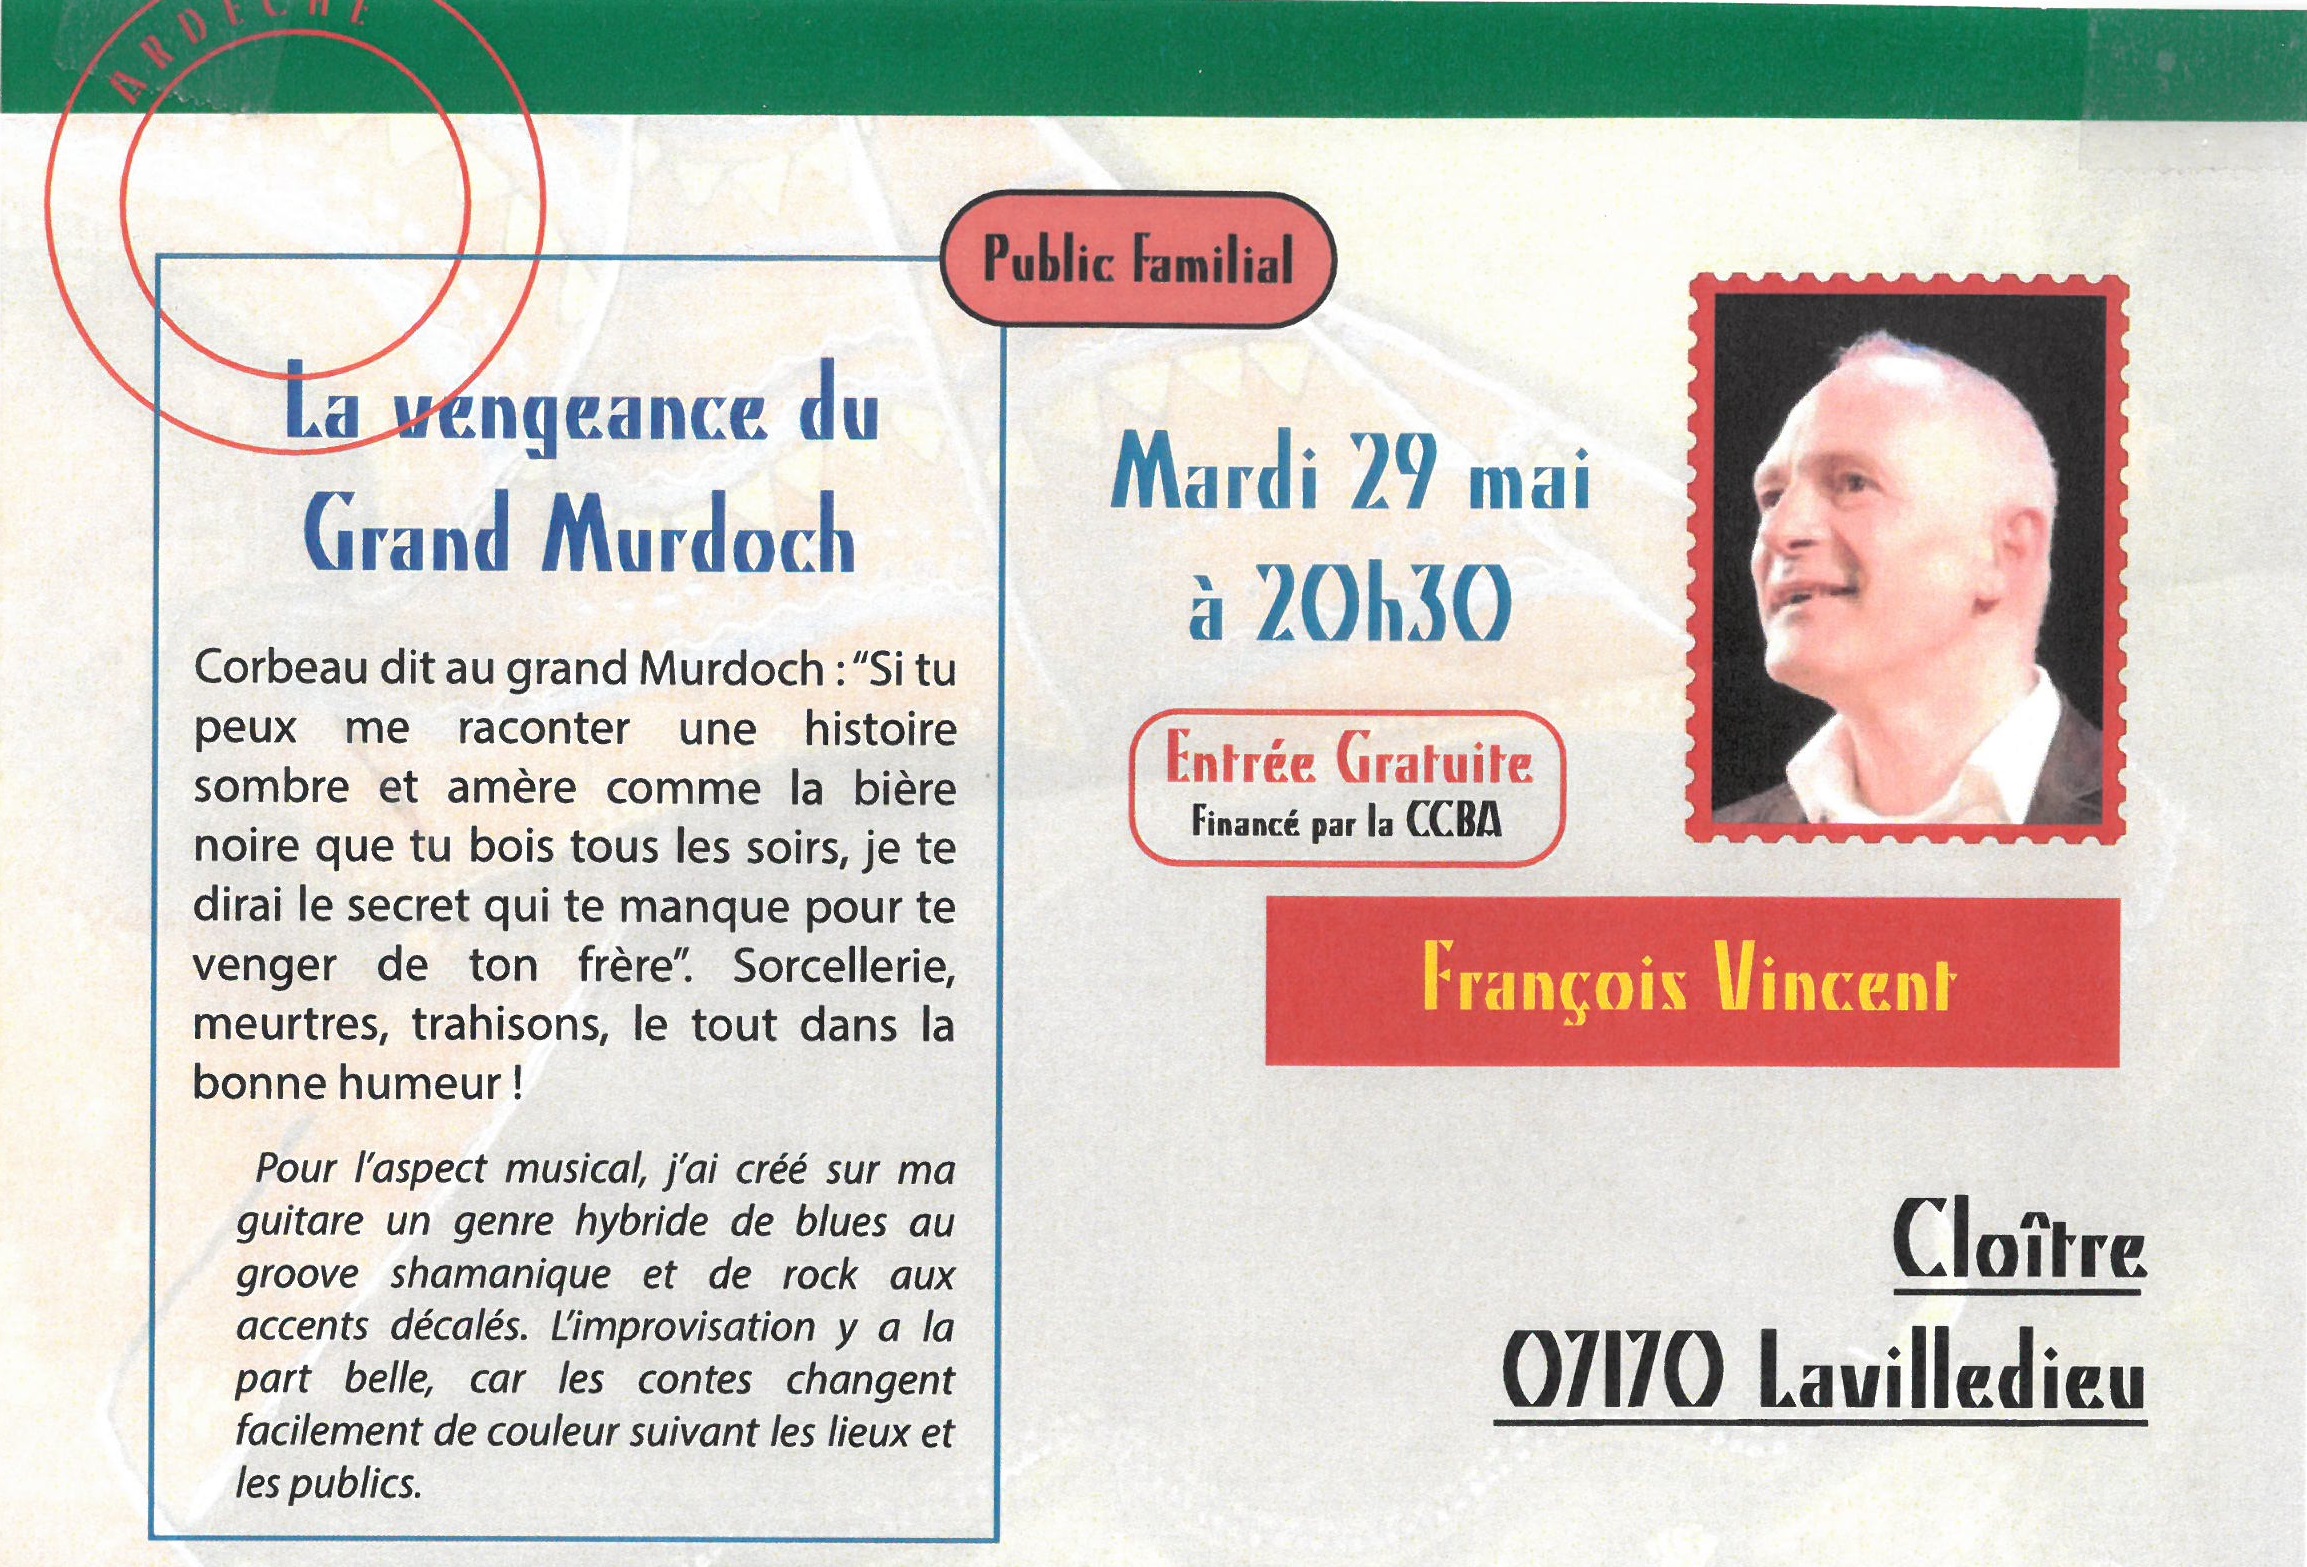 ARDECHE
Public Familial
La vengeance du
Grand Murdoch
Corbeau dit au grand Murdoch : "Si tu
peux me raconter une histoire
sombre et amère comme la bière
noire que tu bois tous les soirs, je te
dirai le secret qui te manque pour te
venger de ton frère". Sorcellerie,
meurtres, trahisons, le tout dans la
bonne humeur !
Pour l'aspect musical, j'ai créé sur ma
guitare un genre hybride de blues au
groove shamanique et de rock aux
accents décalés. L'improvisation y a la
part belle, car les contes changent
facilement de couleur suivant les lieux et
les publics.
Mardi 29 mai
à 20h30
Entrée Gratuite
Financé par la CCBA
François Vincent
Cloître
07170 Lavilledieu